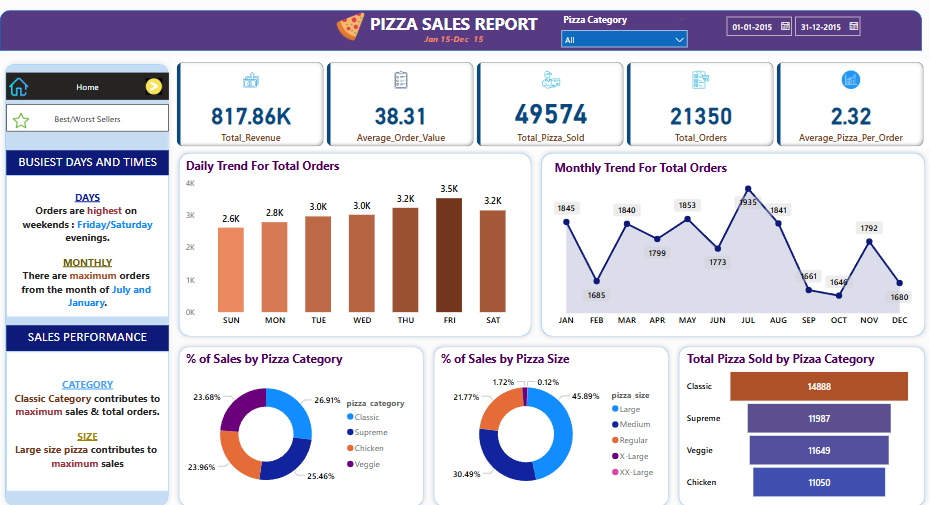 PIZZA SALES REPORT
Jan 15-Dec 15
Pizza Category
All
01-01-2015
31-12-2015
Home
Best/Worst Sellers
BUSIEST DAYS AND TIMES
DAYS
Orders are highest on
weekends : Friday/Saturday
evenings.
MONTHLY
There are maximum orders
from the month of July and
January.
SALES PERFORMANCE
CATEGORY
Classic Category contributes to
maximum sales & total orders.
SIZE
Large size pizza contributes to
maximum sales
817.86K
Total_Revenue
38.31
Average_Order_Value
49574
Total_Pizza_Sold
21350
Total_Orders
2.32
Average_Pizza_Per_Order
Daily Trend For Total Orders
4K
3K
2K
1K
0K
2.6K
2.8K
3.0K
3.0K
3.2K
3.5K
3.2K
SUN MON TUE WED THU FRI SAT
Monthly Trend For Total Orders
1845
1685
1840
1799
1853
1773
1935
1841
1661
1646
1792
1680
JAN FEB MAR APR MAY JUN JUL AUG SEP OCT NOV DEC
% of Sales by Pizza Category
23.68%
26.91%
23.96%
25.46%
pizza_category
Classic
Supreme
Chicken
Veggie
% of Sales by Pizza Size
1.72%
0.12%
21.77%
45.89%
30.49%
pizza_size
Large
Medium
Regular
X-Large
XX-Large
Total Pizza Sold by Pizaa Category
Classic 14888
Supreme 11987
Veggie 11649
Chicken 11050